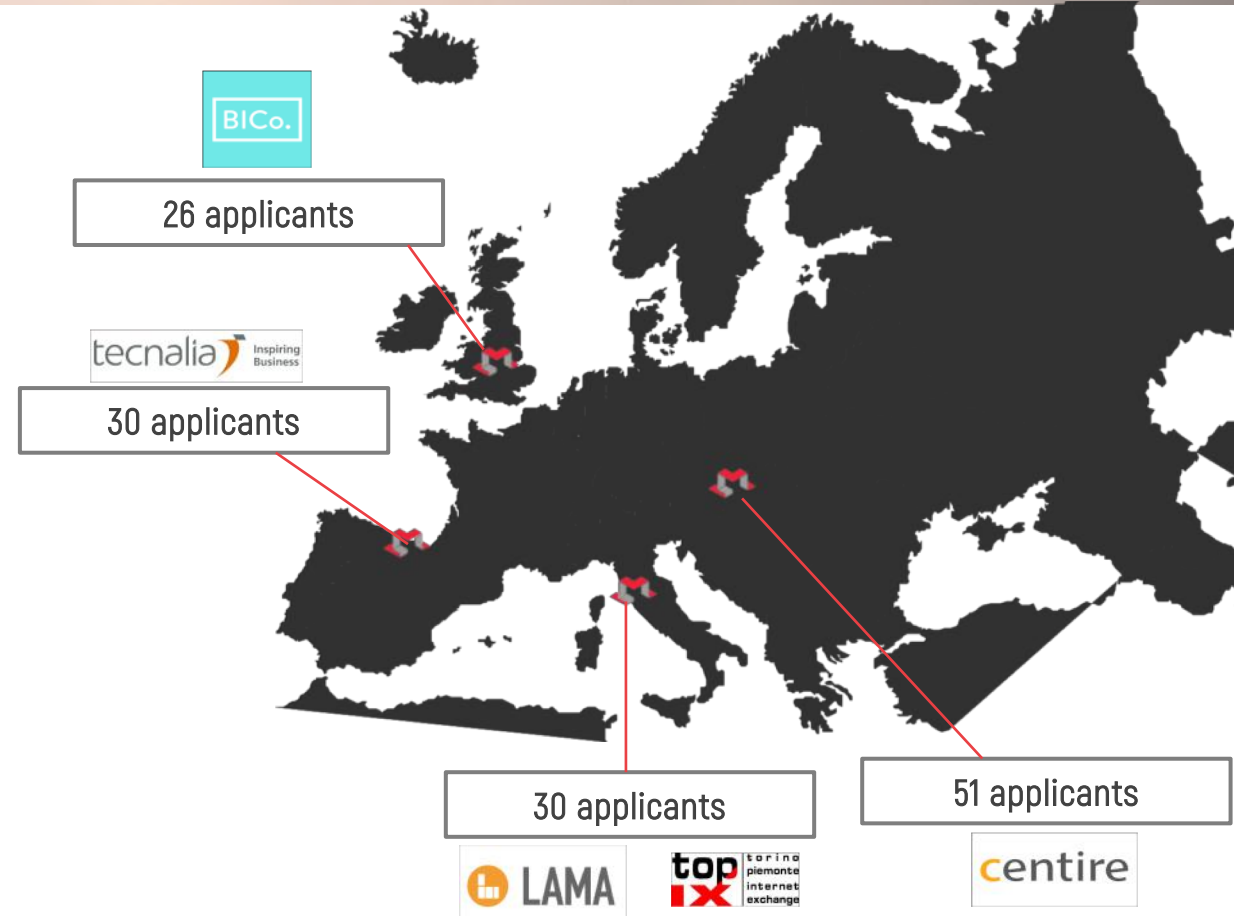 BICo.
26 applicants
tecnalia Inspiring
Business
30 applicants
30 applicants
51 applicants
LAMA
top torino
piemonte
IX internet
exchange
centire